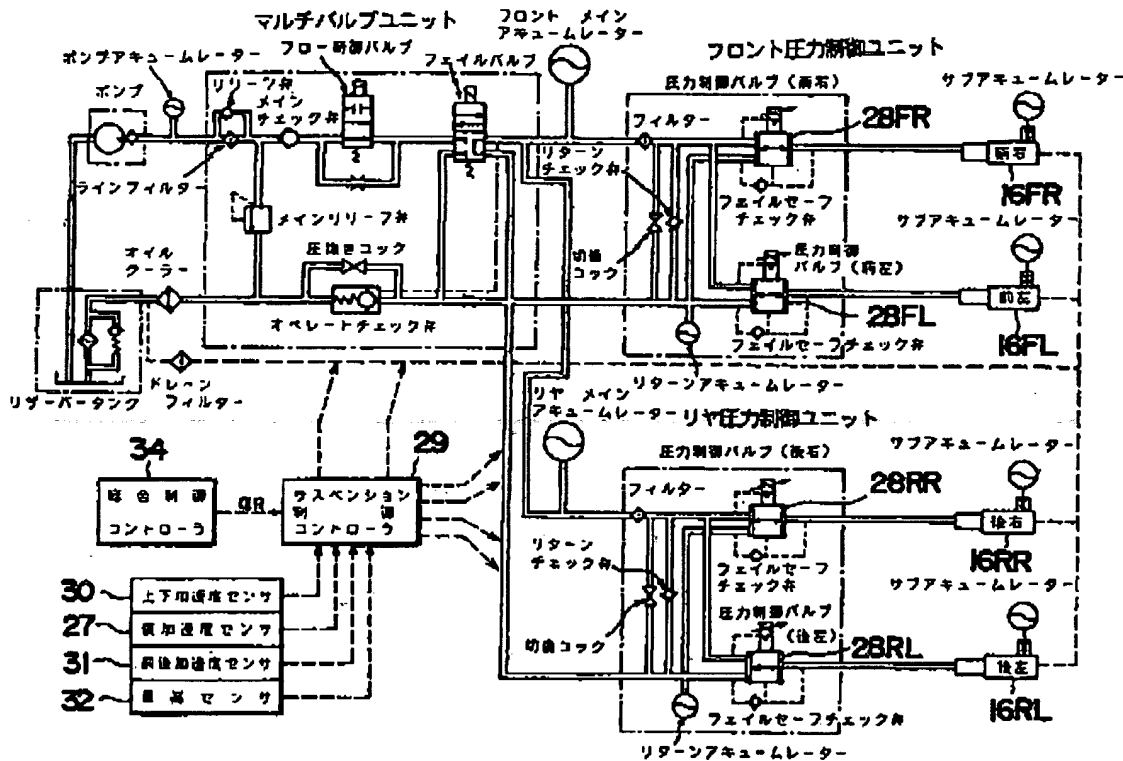 マルチバルブユニット
フロント メイン
アキュームレーター
フロー制御バルブ
フェイルバルブ
フロント圧力制御ユニット
ポンプアキュームレーター
リリーフ弁
メイン
チェック弁
圧力制御バルブ(前右)
サブアキュームレーター
ポンプ
フィルター
28FR
リターン
チェック弁
ラインフィルター
前右
16FR
フェイルセーフ
チェック弁
サブアキュームレーター
メインリリーフ弁
切換
コック
圧力制御
バルブ(前左)
オイル
クーラー
圧抜きコック
前左
オペレートチェック弁
28FL
16FL
フェイルセーフチェック弁
ドレーン
フィルター
リザーバータンク
リターンアキュームレーター
リヤ メイン
アキュームレーター
リヤ圧力制御ユニット
34
29
圧力制御バルブ(後右)
サブアキュームレーター
28RR
フィルター
コントローラ
αR
サスペンション
制御
コントローラ
後右
16RR
リターン
チェック弁
フェイルセーフ
チェック弁
サブアキュームレーター
30 上下加速度センサ
27 横加速度センサ
31 前後加速度センサ
32 車高センサ
圧力制御バルブ
(後左)
切換コック
28RL
後左
16RL
フェイルセーフチェック弁
リターンアキュームレーター